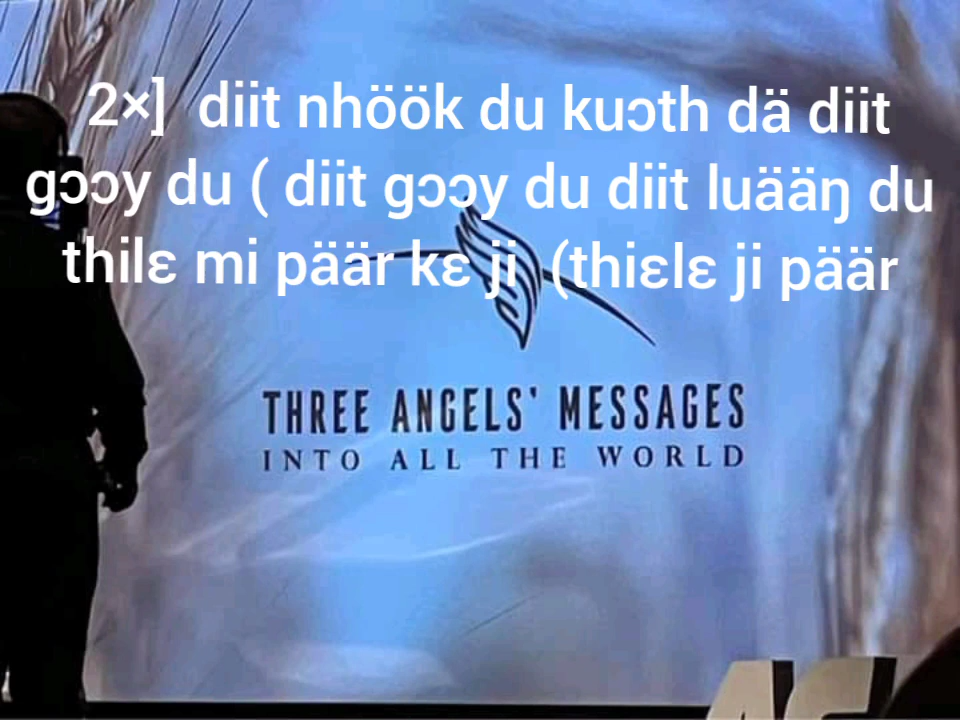 2×] diit nhöök du kuɔth dä diit
gɔɔy du ( diit gɔɔy du diit luääŋ du
thilɛ mi päär kɛ ji (thiɛlɛ ji päär
THREE ANGELS' MESSAGES
INTO ALL THE WORLD